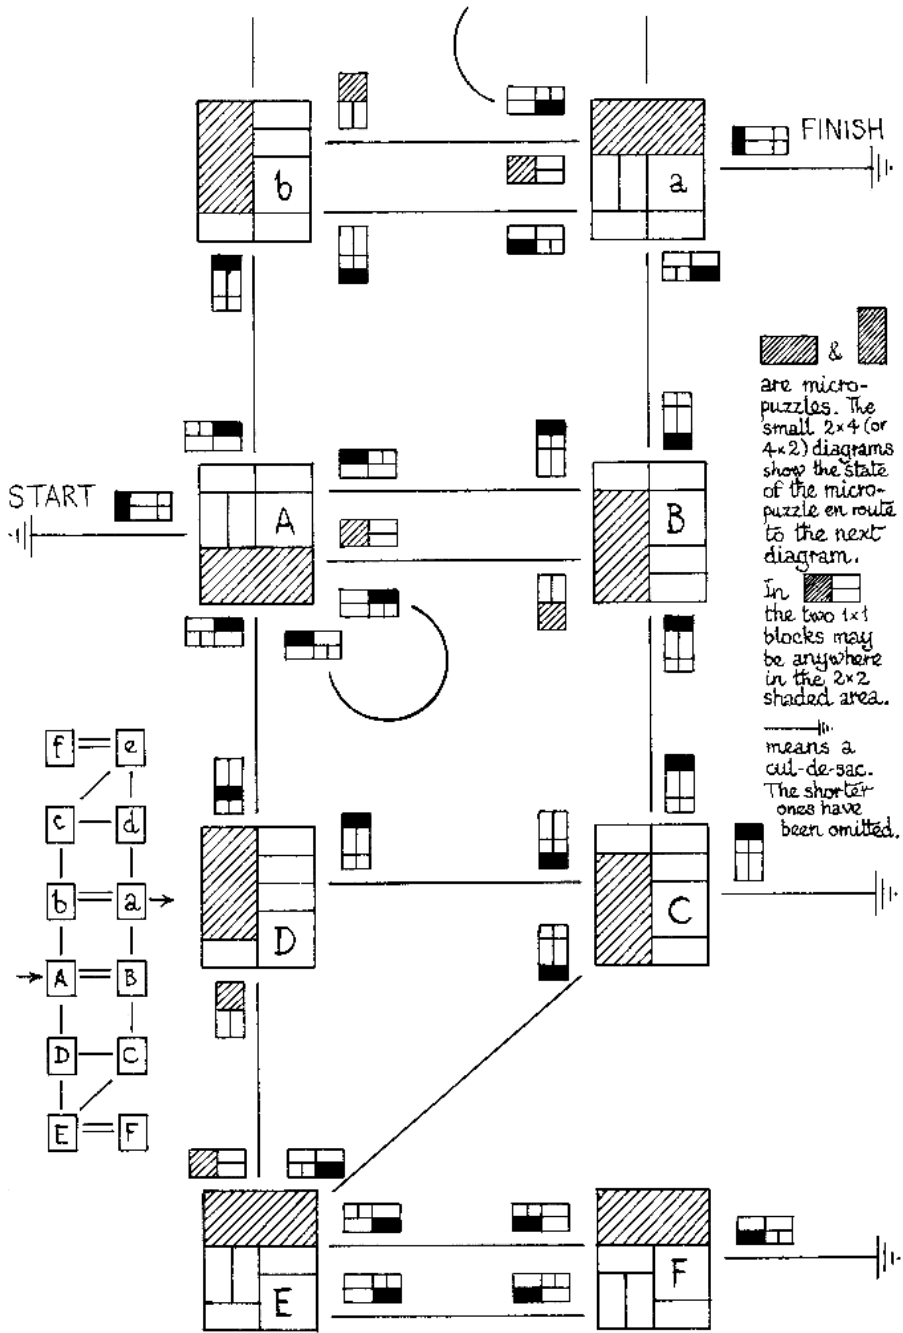 b
a
FINISH
START
A
B
D
C
E
F
&
are micro-
puzzles. The
small 2×4 (or
4×2) diagrams
show the state
of the micro-
puzzle en route
to the next
diagram.
In
the two 1×1
blocks may
be anywhere
in the 2×2
shaded area.
means a
cul-de-sac.
The shorter
ones have
been omitted.
f
e
c
d
b
a
A
B
D
C
E
F